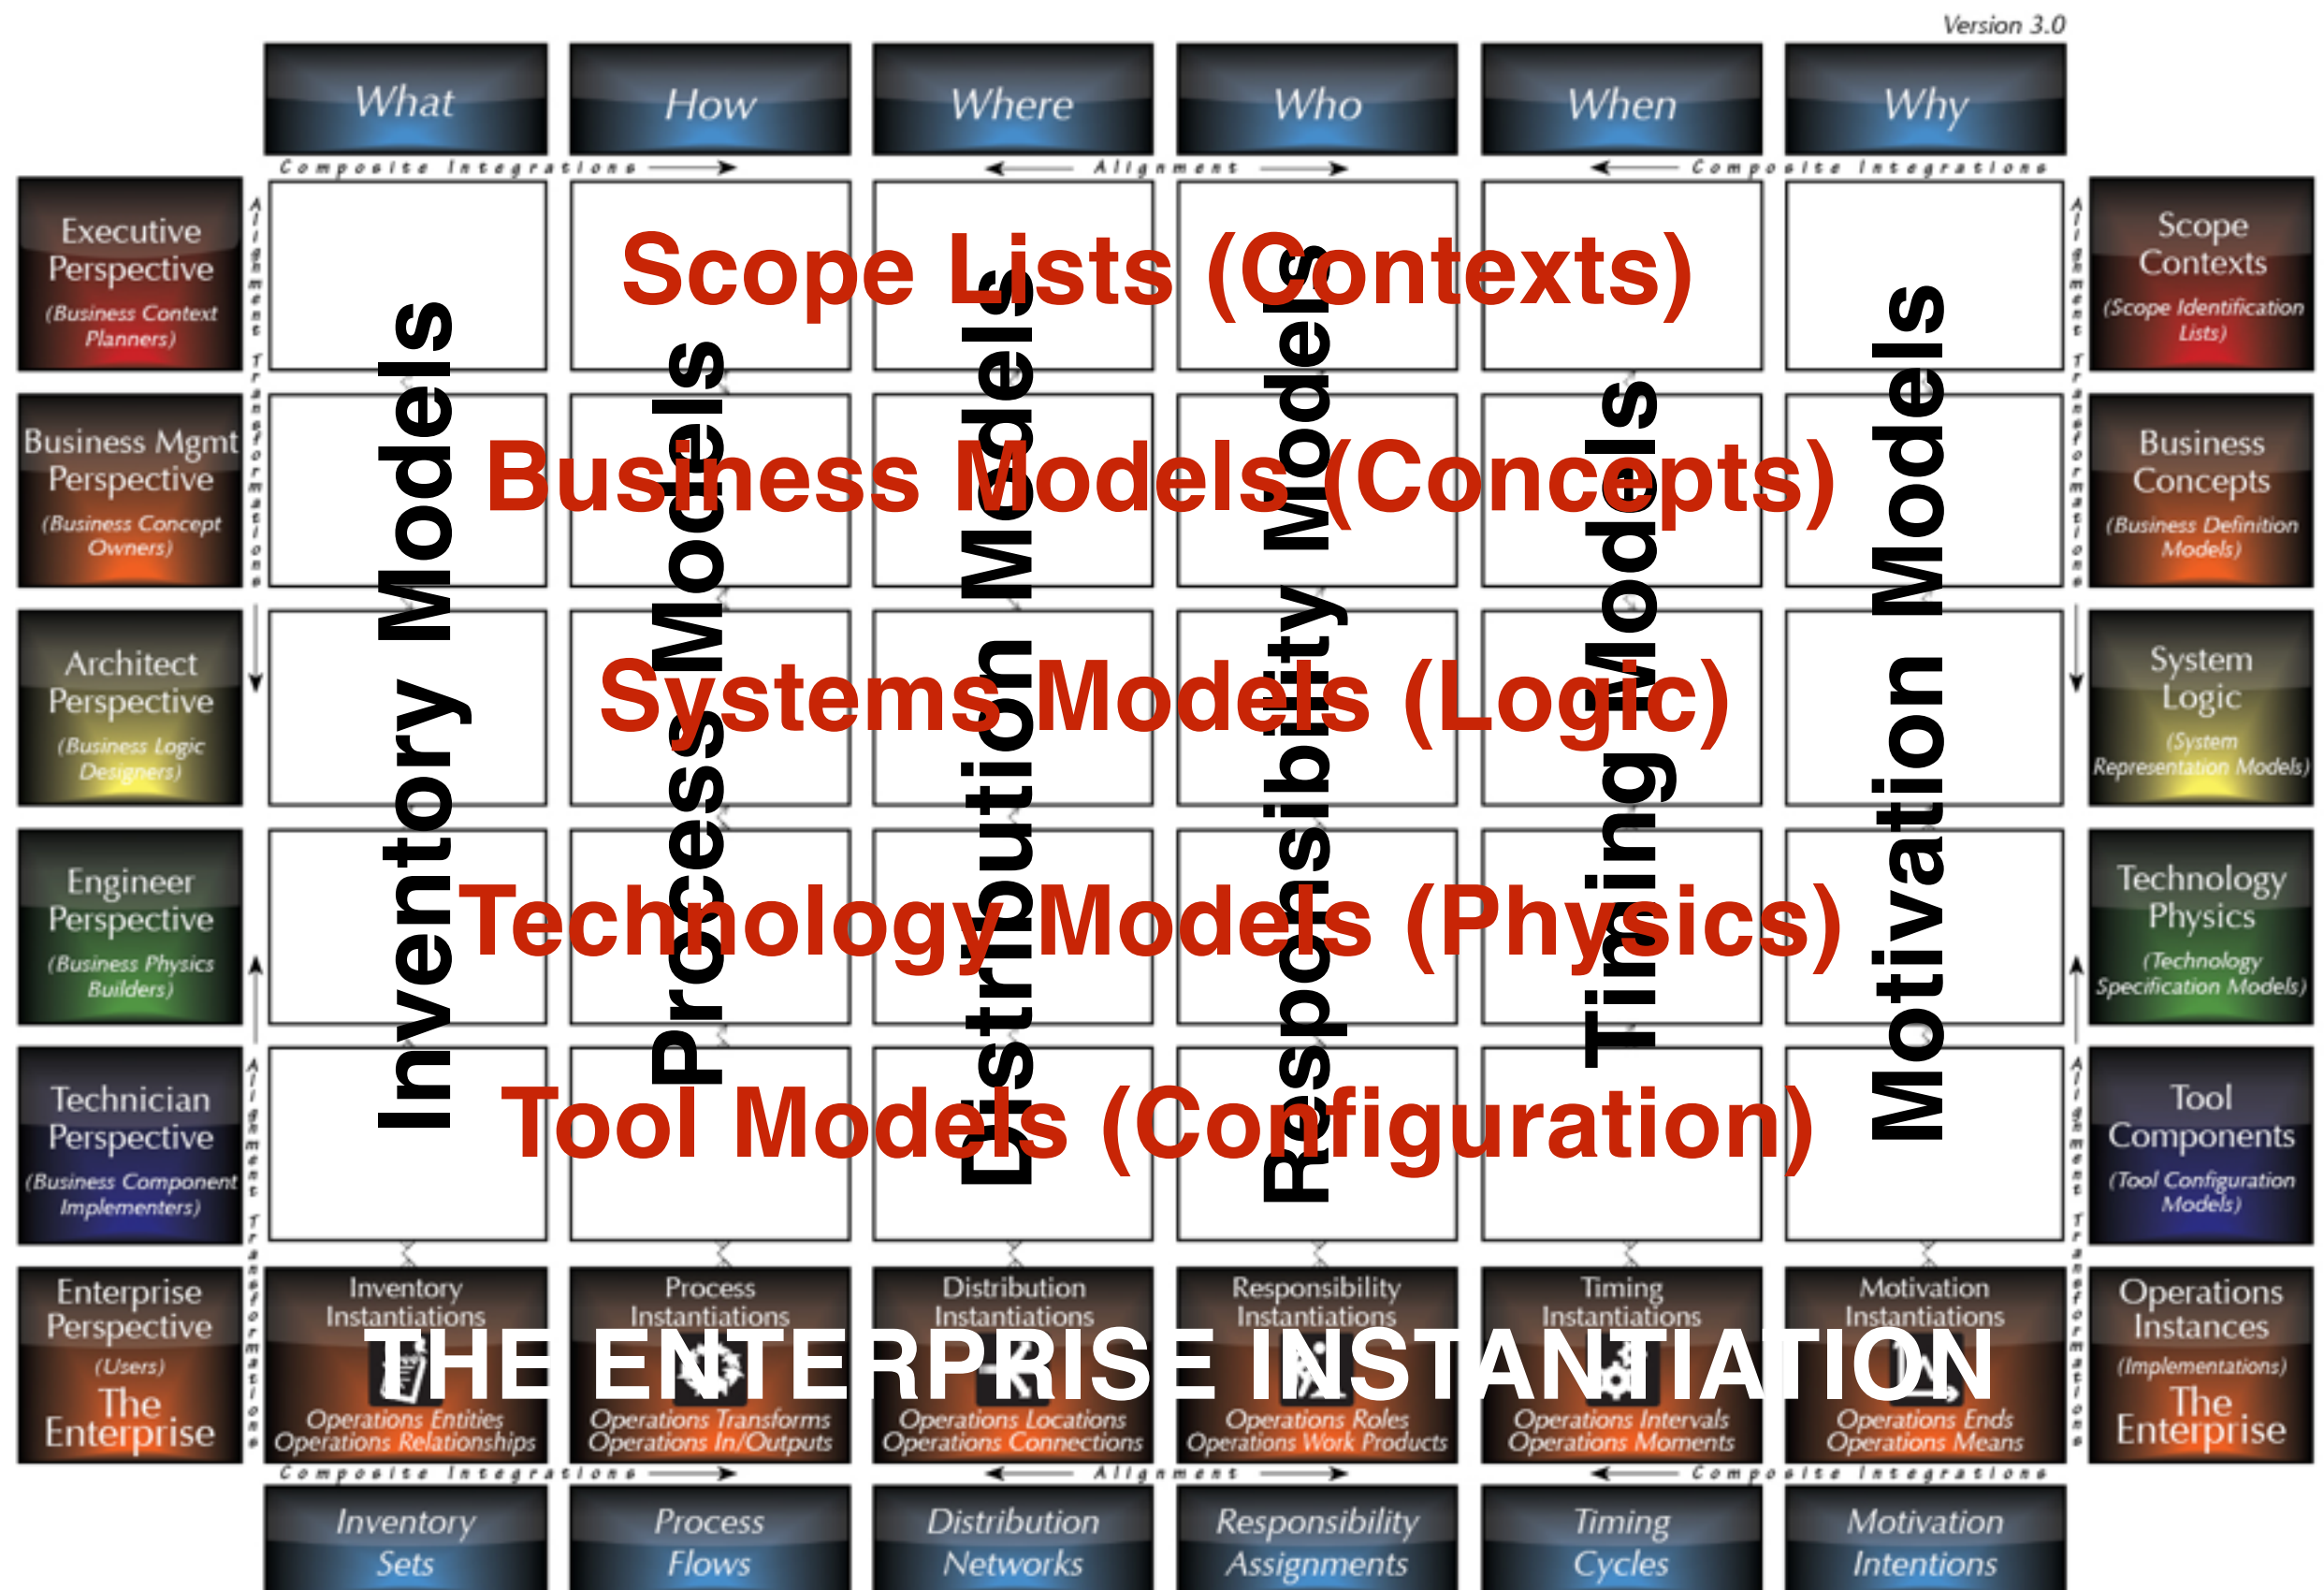 Version 3.0
What
How
Where
Who
When
Why
Composite Integrations
Alignment
Composite Integrations
Executive
Perspective
(Business Context
Planners)
Alignment Transformations
Scope Lists (Contexts)
Alignment Transformations
Scope
Contexts
(Scope Identification
Lists)
Inventory Models
Process Models
Distribution Models
Responsibility Models
Timing Models
Motivation Models
Business Mgmt
Perspective
(Business Concept
Owners)
Business Models (Concepts)
Business
Concepts
(Business Definition
Models)
Architect
Perspective
(Business Logic
Designers)
Systems Models (Logic)
System
Logic
(System
Representation Models)
Engineer
Perspective
(Business Physics
Builders)
Technology Models (Physics)
Technology
Physics
(Technology
Specification Models)
Technician
Perspective
(Business Component
Implementers)
Alignment Transformations
Tool Models (Configuration)
Alignment Transformations
Tool
Components
(Tool Configuration
Models)
Enterprise
Perspective
(Users)
The
Enterprise
Inventory
Instantiations
Operations Entities
Operations Relationships
Process
Instantiations
Operations Transforms
Operations In/Outputs
Distribution
Instantiations
Operations Locations
Operations Connections
Responsibility
Instantiations
Operations Roles
Operations Work Products
Timing
Instantiations
Operations Intervals
Operations Moments
Motivation
Instantiations
Operations Ends
Operations Means
THE ENTERPRISE INSTANTIATION
Operations
Instances
(Implementations)
The
Enterprise
Composite Integrations
Alignment
Composite Integrations
Inventory
Sets
Process
Flows
Distribution
Networks
Responsibility
Assignments
Timing
Cycles
Motivation
Intentions